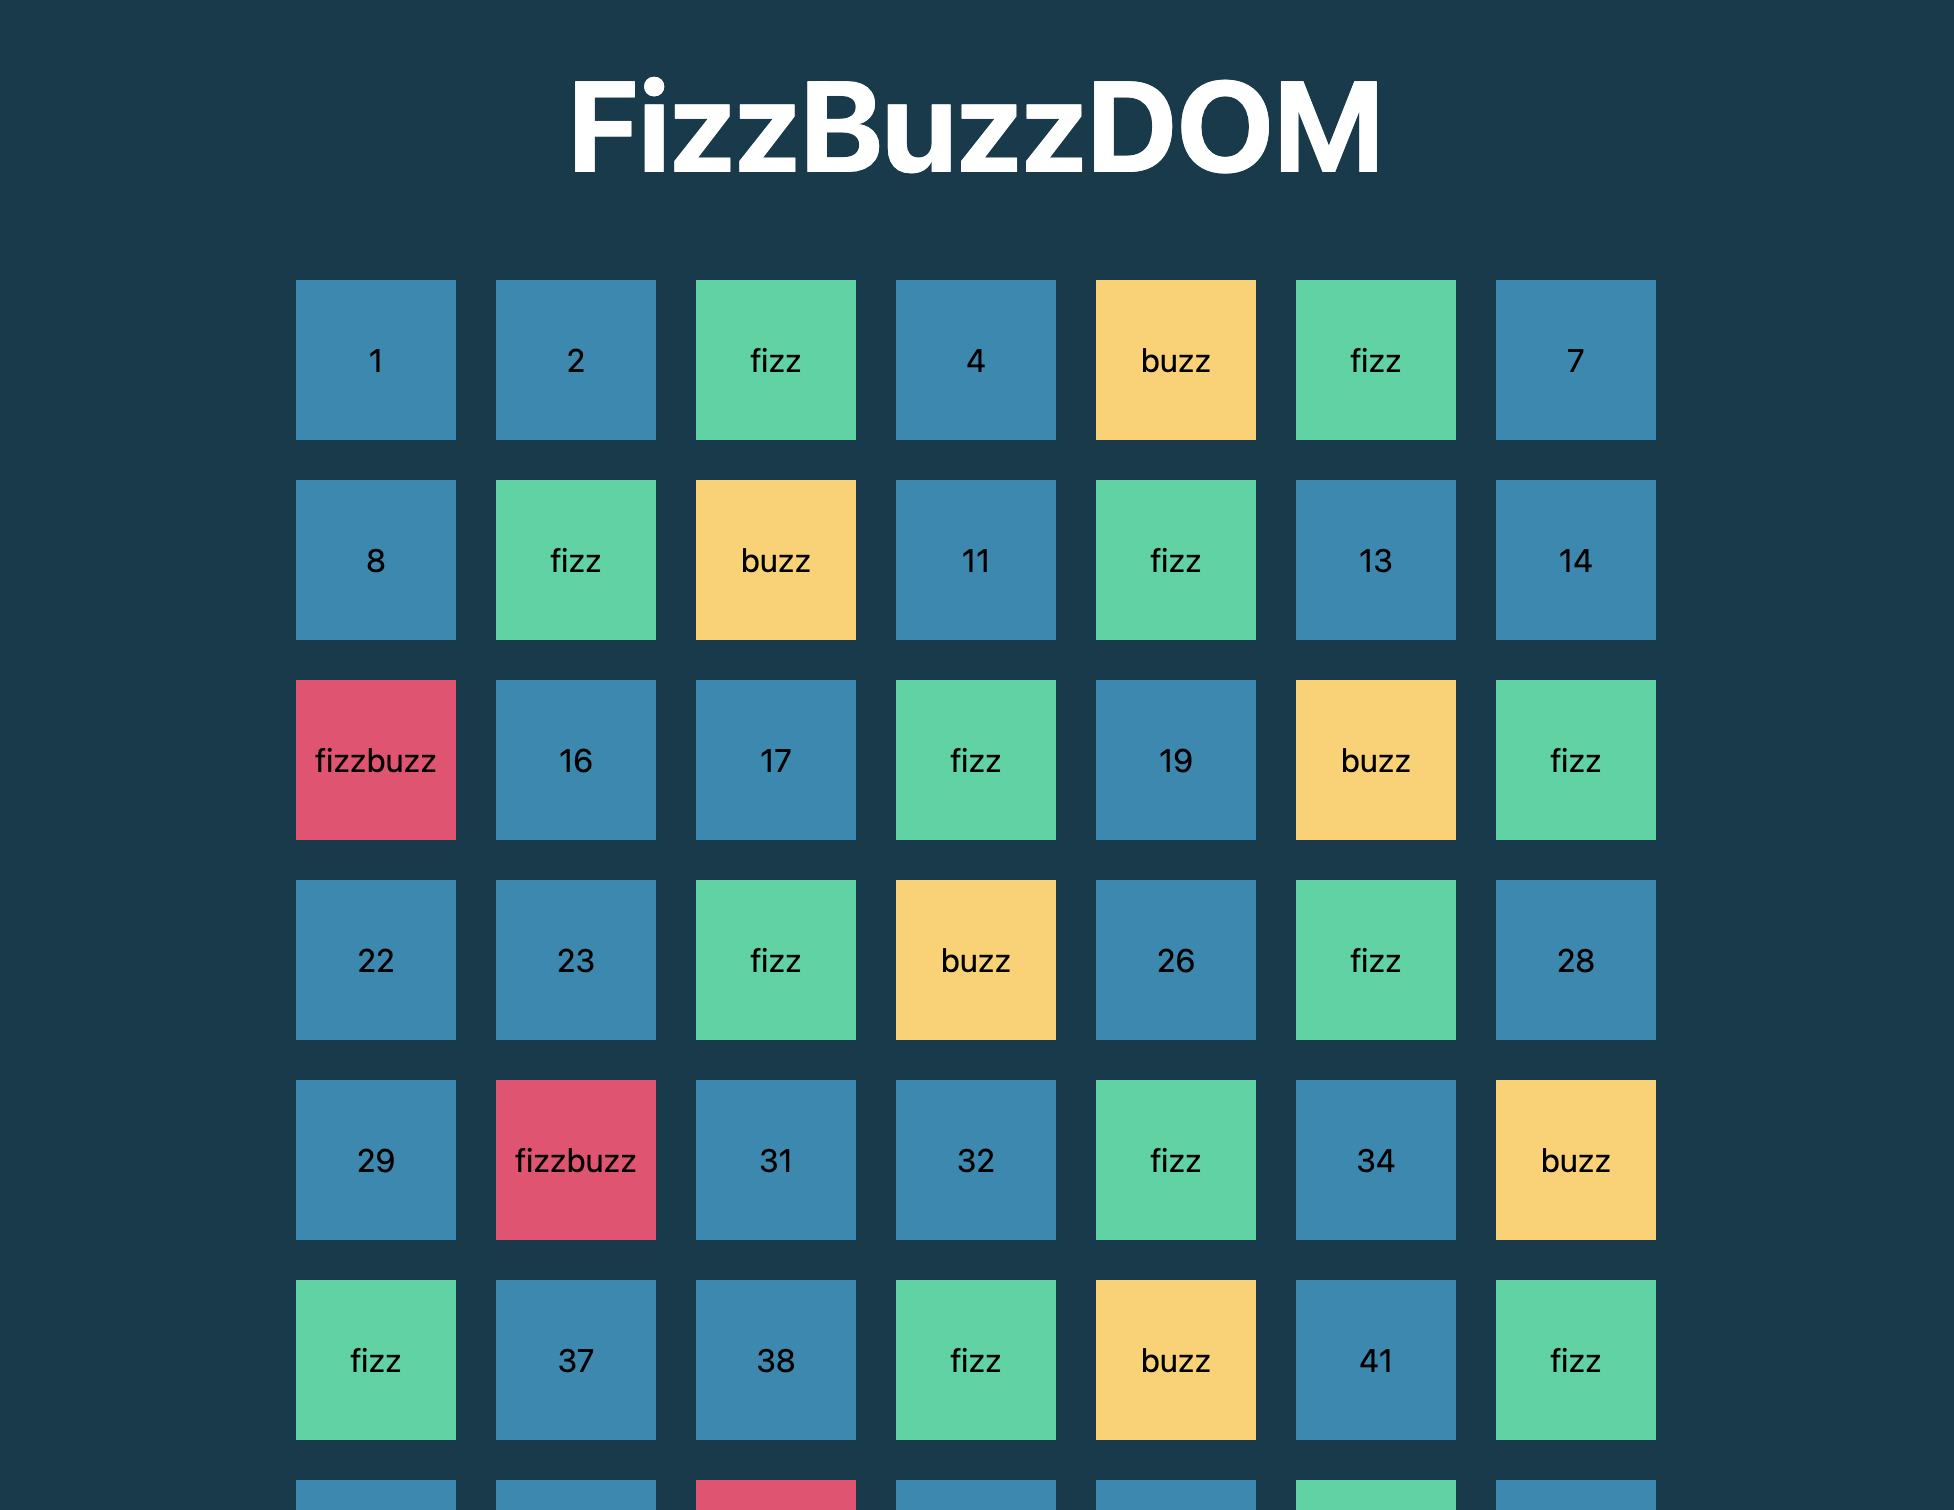 FizzBuzzDOM
1 2 fizz 4 buzz fizz 7
8 fizz buzz 11 fizz 13 14
fizzbuzz 16 17 fizz 19 buzz fizz
22 23 fizz buzz 26 fizz 28
29 fizzbuzz 31 32 fizz 34 buzz
fizz 37 38 fizz buzz 41 fizz